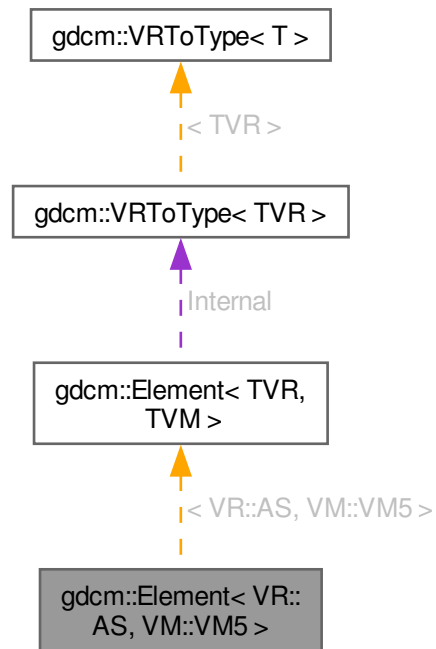 gdcm::VRToType< T >
< TVR >
gdcm::VRToType< TVR >
Internal
gdcm::Element< TVR,
TVM >
< VR::AS, VM::VM5 >
gdcm::Element< VR::
AS, VM::VM5 >